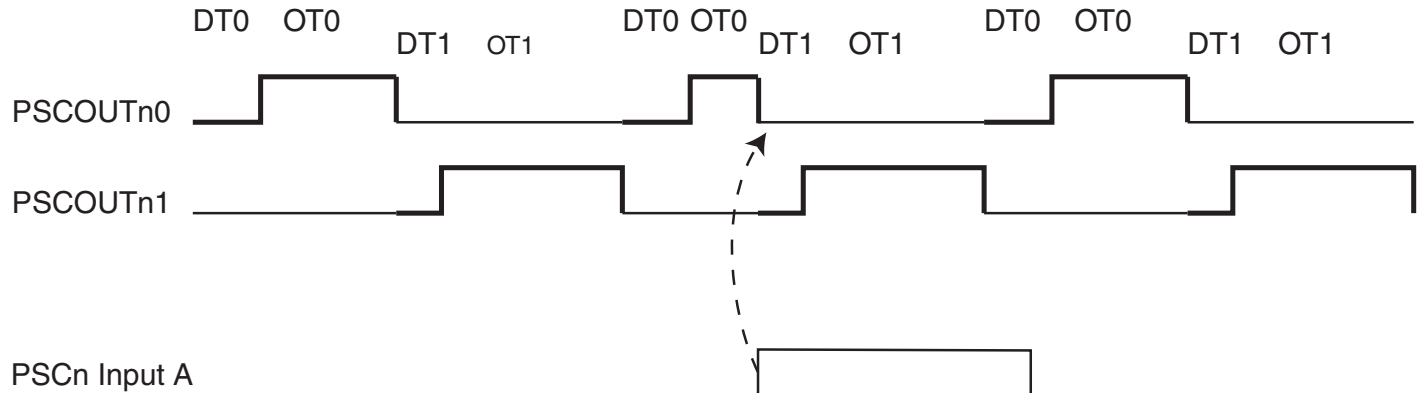 DT0 OT0 DT0 OT0 DT0 OT0
DT1 OT1 DT1 OT1 DT1 OT1
PSCOUTn0
PSCOUTn1
PSCn Input A